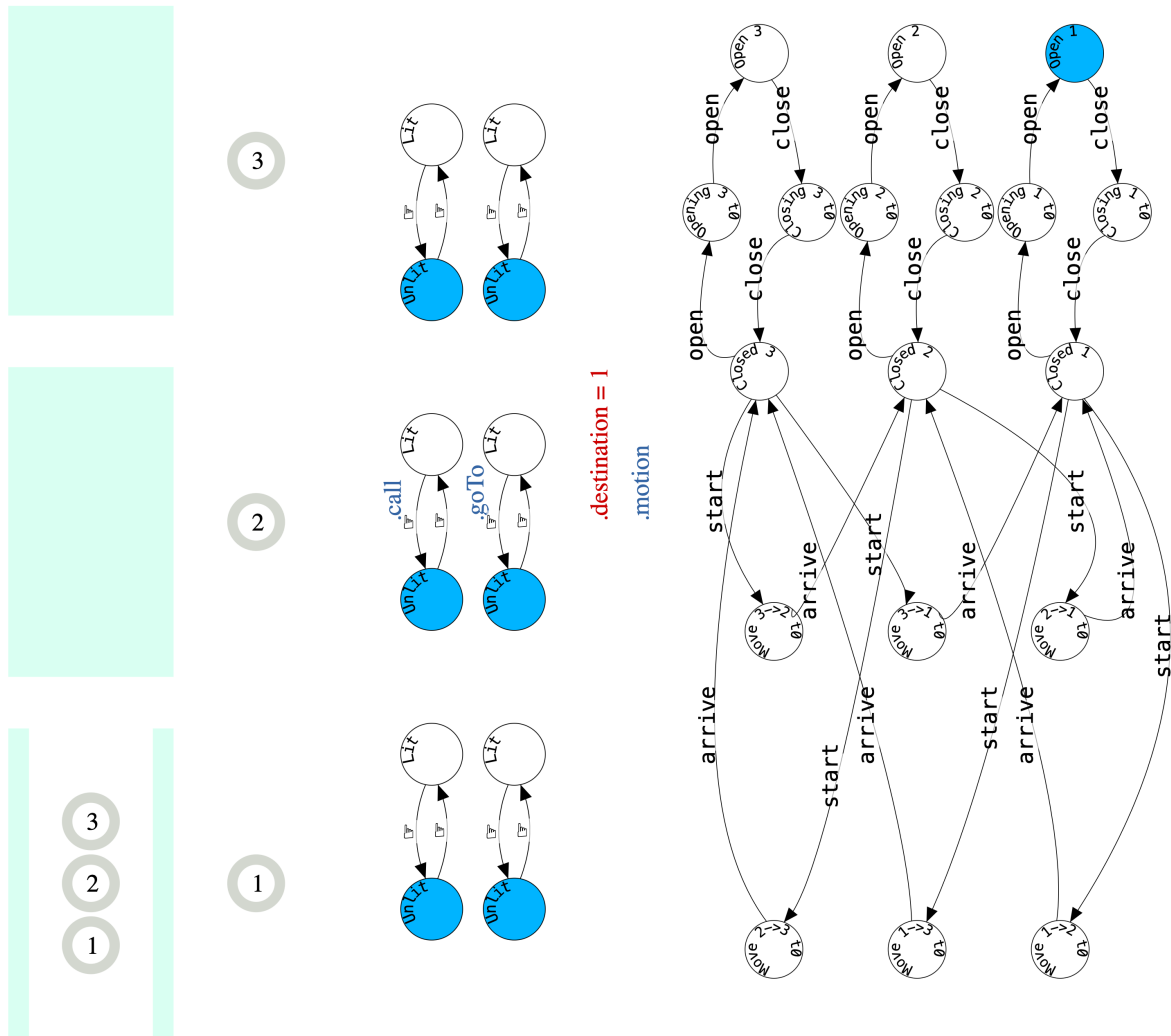 3
2
1
3
2
1
Lit
Lit
Unlit
Unlit
Lit
Lit
.call
.goTo
Unlit
Unlit
Lit
Lit
Unlit
Unlit
.destination = 1
.motion
Open 3
Open 2
Open 1
open
close
open
close
open
close
Opening 3
t0
Closing 3
t0
Opening 2
t0
Closing 2
t0
Opening 1
t0
Closing 1
t0
open
close
open
close
open
close
Closed 3
Closed 2
Closed 1
start
start
start
arrive
arrive
start
Move 3->2
t0
Move 3->1
t0
Move 2->1
t0
arrive
arrive
start
arrive
start
Move 2->3
t0
Move 1->3
t0
Move 1->2
t0